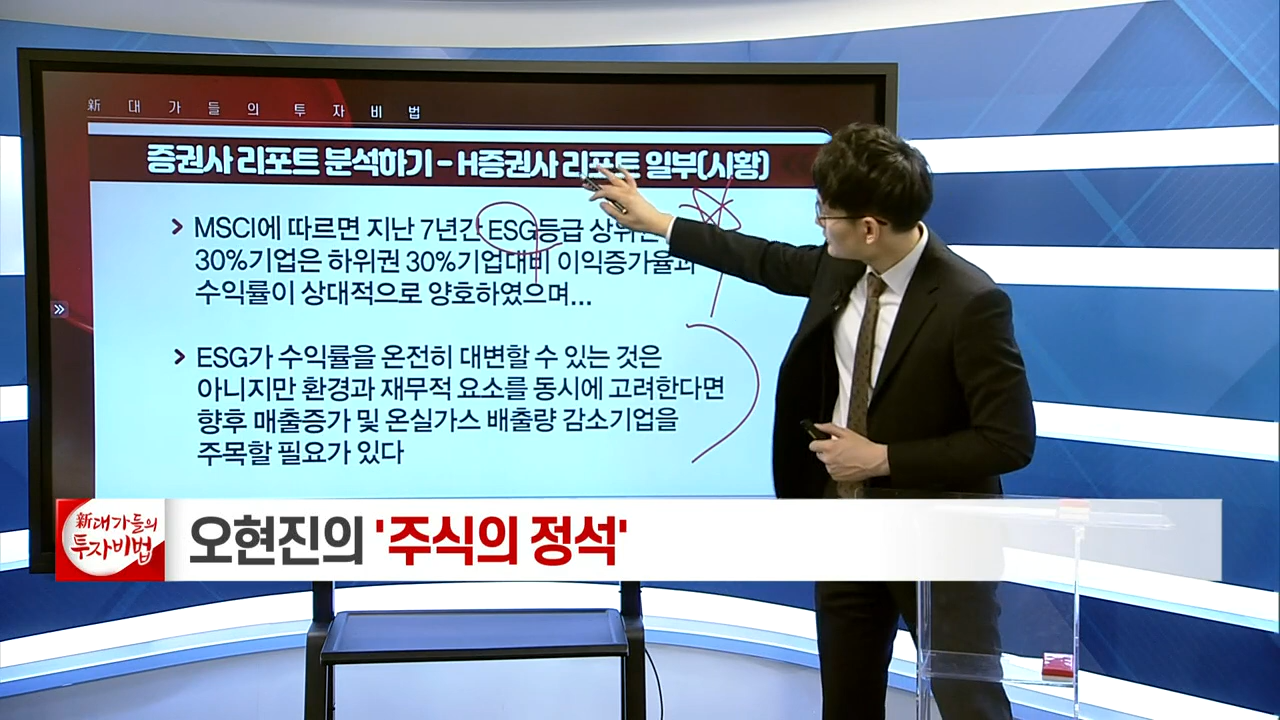 新 대 가 들 의 투 자 비 법
증권사 리포트 분석하기 - H증권사 리포트 일부(시황)
MSCI에 따르면 지난 7년간 ESG등급 상위권
30%기업은 하위권 30%기업대비 이익증가율과
수익률이 상대적으로 양호하였으며...
ESG가 수익률을 온전히 대변할 수 있는 것은
아니지만 환경과 재무적 요소를 동시에 고려한다면
향후 매출증가 및 온실가스 배출량 감소기업을
주목할 필요가 있다
新대가들의
투자비법
오현진의 '주식의 정석'